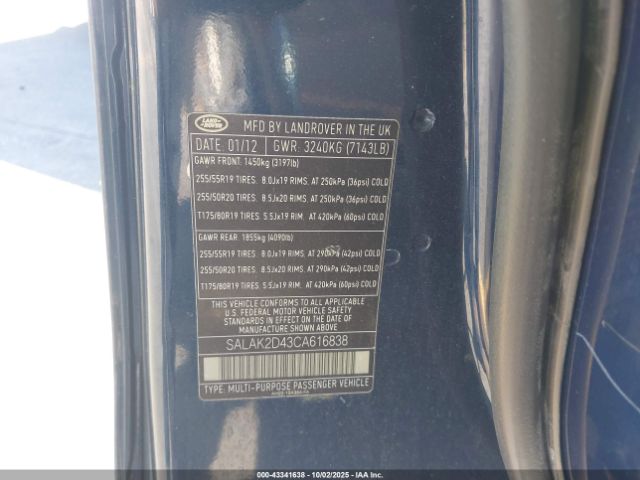 LAND
ROVER
MFD BY LANDROVER IN THE UK
DATE: 01/12 GWR: 3240KG (7143LB)
GAWR FRONT: 1450kg (3197lb)
255/55R19 TIRES. 8.0Jx19 RIMS. AT 250kPa (36psi) COLD
255/50R20 TIRES. 8.5Jx20 RIMS. AT 250kPa (36psi) COLD
T175/80R19 TIRES. 5.5Jx19 RIM. AT 420kPa (60psi) COLD
GAWR REAR: 1855kg (4090lb)
255/55R19 TIRES. 8.0Jx19 RIMS. AT 290kPa (42psi) COLD
255/50R20 TIRES. 8.5Jx20 RIMS. AT 290kPa (42psi) COLD
T175/80R19 TIRES. 5.5Jx19 RIM. AT 420kPa (60psi) COLD
THIS VEHICLE CONFORMS TO ALL APPLICABLE
U.S. FEDERAL MOTOR VEHICLE SAFETY
STANDARDS IN EFFECT ON THE DATE OF
MANUFACTURE SHOWN ABOVE
SALAK2D43CA616838
TYPE: MULTI-PURPOSE PASSENGER VEHICLE
000-43341638 - 10/02/2025 - IAAI.com